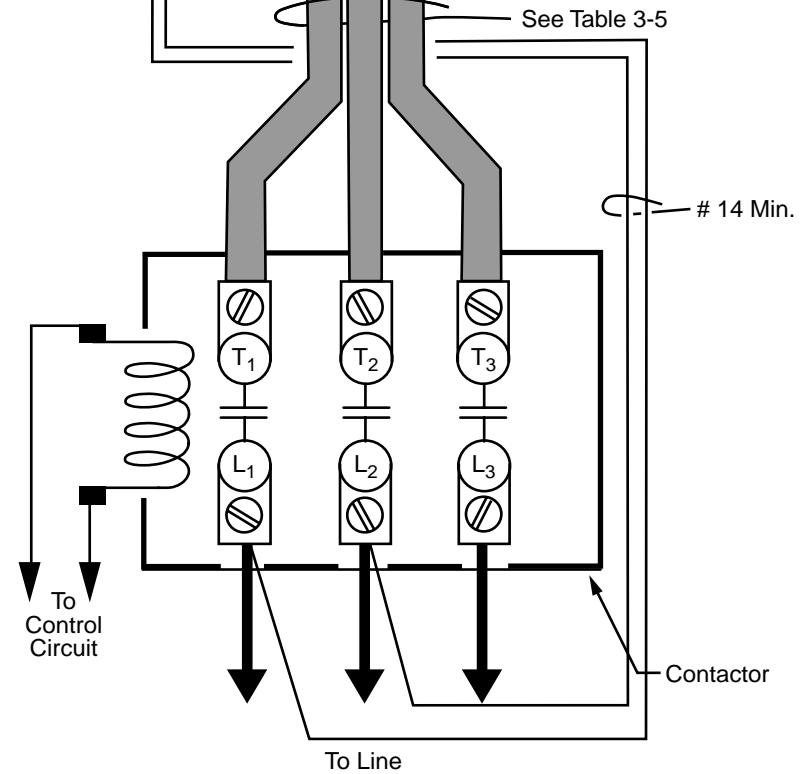 See Table 3-5
# 14 Min.
T1 T2 T3
L1 L2 L3
To
Control
Circuit
Contactor
To Line